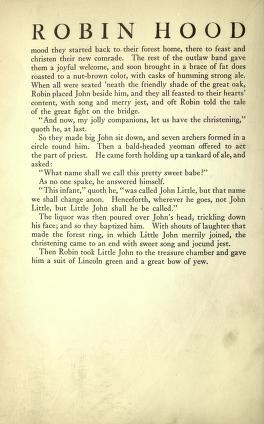 ROBIN HOOD
mood they started back to their forest home, there to feast and
christen their new comrade. The rest of the outlaw band gave
them a joyful welcome, and soon brought in a brace of fat does
roasted to a nut-brown color, with casks of humming strong ale.
When all were seated 'neath the friendly shade of the great oak,
Robin placed John beside him, and they all feasted to their hearts'
content, with song and merry jest, and oft Robin told the tale
of the great fight on the bridge.
"And now, my jolly companions, let us have the christening,"
quoth he, at last.
So they made big John sit down, and seven archers formed in a
circle round him. Then a bald-headed yeoman offered to act
the part of priest. He came forth holding up a tankard of ale, and
asked:
"What name shall we call this pretty sweet babe?"
As no one spake, he answered himself.
"This infant," quoth he, "was called John Little, but that name
we shall change anon. Henceforth, wherever he goes, not John
Little, but Little John shall he be called."
The liquor was then poured over John's head, trickling down
his face; and so they baptized him. With shouts of laughter that
made the forest ring, in which Little John merrily joined, the
christening came to an end with sweet song and jocund jest.
Then Robin took Little John to the treasure chamber and gave
him a suit of Lincoln green and a great bow of yew.